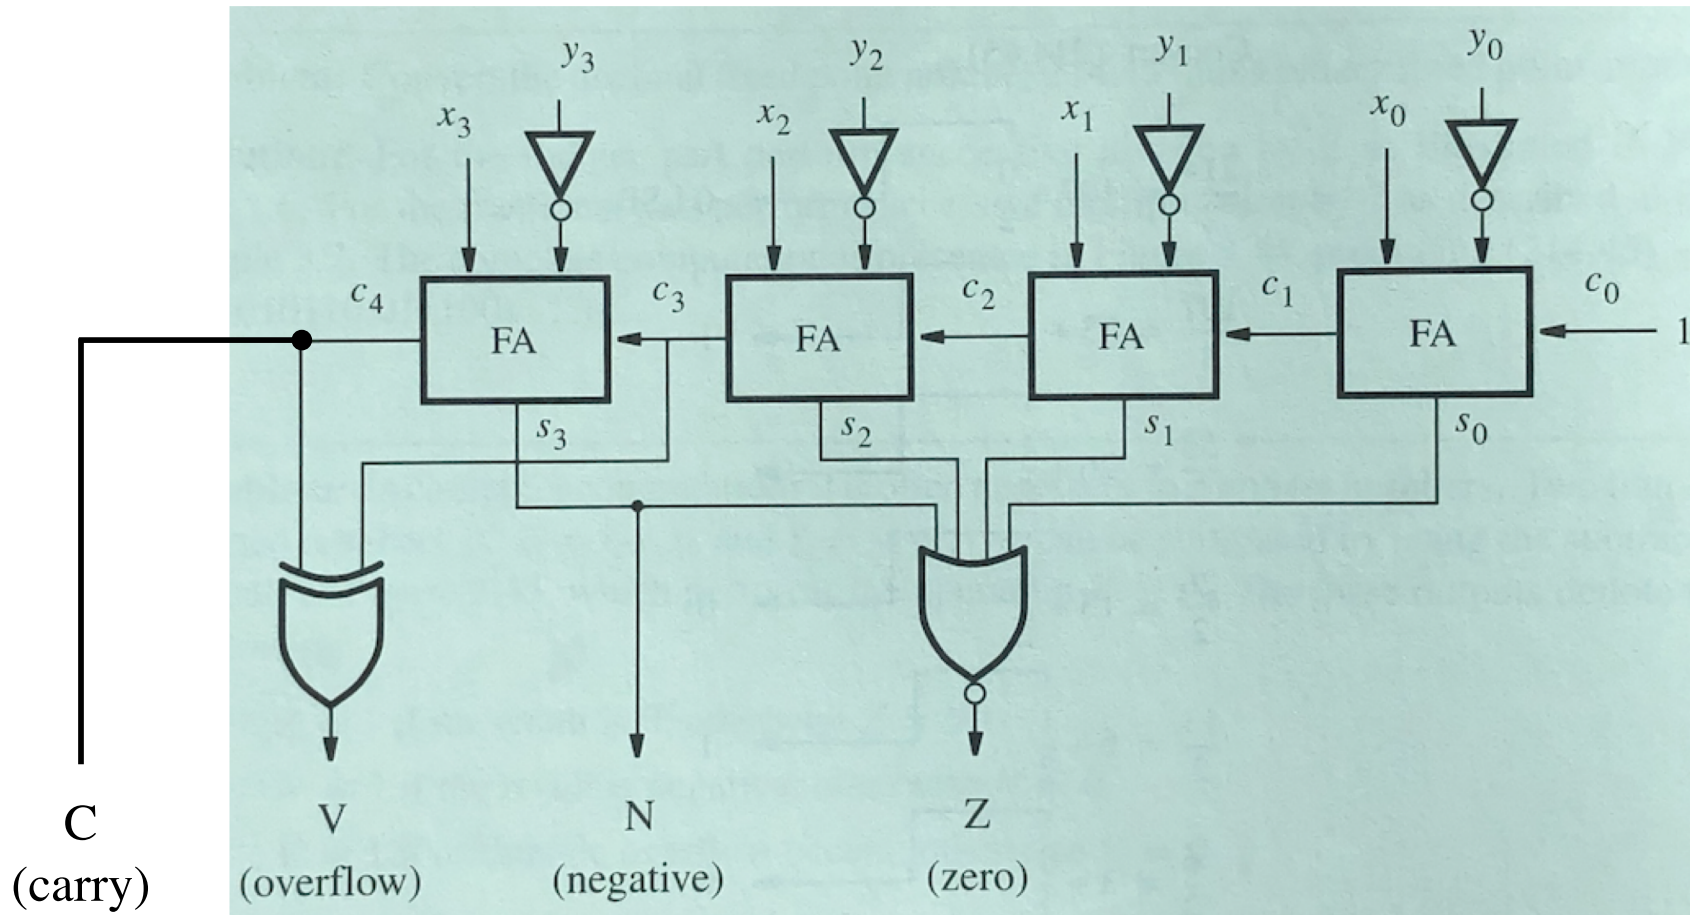 y3 y2 y1 y0
x3 x2 x1 x0
c4 c3 c2 c1 c0
FA FA FA FA 1
s3 s2 s1 s0
C V N Z
(carry) (overflow) (negative) (zero)